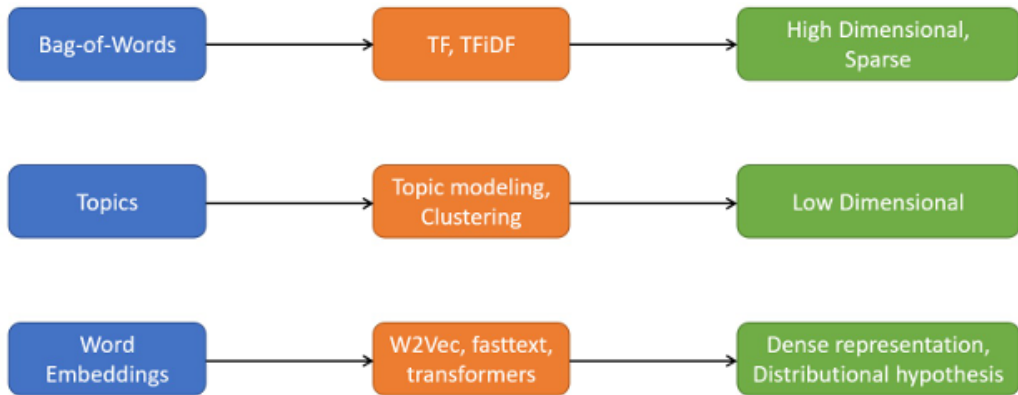 Bag-of-Words
TF, TFiDF
High Dimensional,
Sparse
Topics
Topic modeling,
Clustering
Low Dimensional
Word
Embeddings
W2Vec, fasttext,
transformers
Dense representation,
Distributional hypothesis